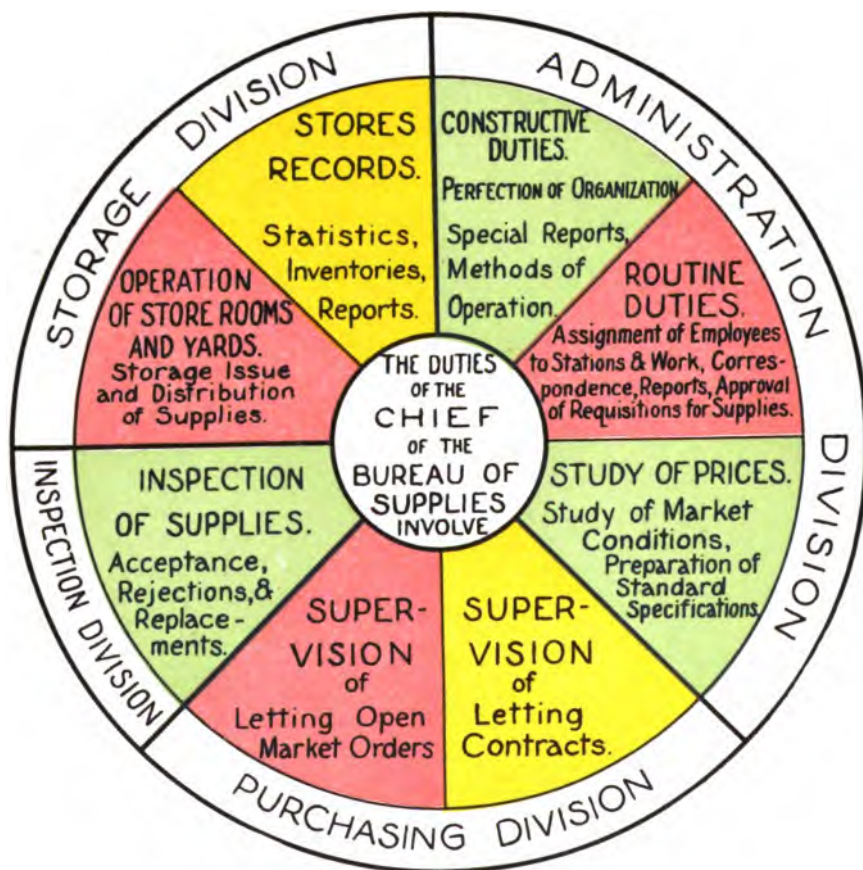 STORAGE DIVISION
ADMINISTRATION DIVISION
INSPECTION DIVISION
PURCHASING DIVISION
THE DUTIES
OF THE
CHIEF
OF THE
BUREAU OF
SUPPLIES
INVOLVE
STORES
RECORDS.
Statistics,
Inventories,
Reports.
CONSTRUCTIVE
DUTIES.
PERFECTION OF ORGANIZATION
Special Reports,
Methods of
Operation.
ROUTINE
DUTIES.
Assignment of Employees
to Stations & Work, Corres-
pondence, Reports, Approval
of Requisitions for Supplies.
STUDY OF PRICES.
Study of Market
Conditions,
Preparation of
Standard
Specifications.
SUPER-
VISION
of
Letting
Contracts.
SUPER-
VISION
of
Letting Open
Market Orders
INSPECTION
OF SUPPLIES.
Acceptance,
Rejections, &
Replace-
ments.
OPERATION
OF STORE ROOMS
AND YARDS.
Storage Issue
and Distribution
of Supplies.